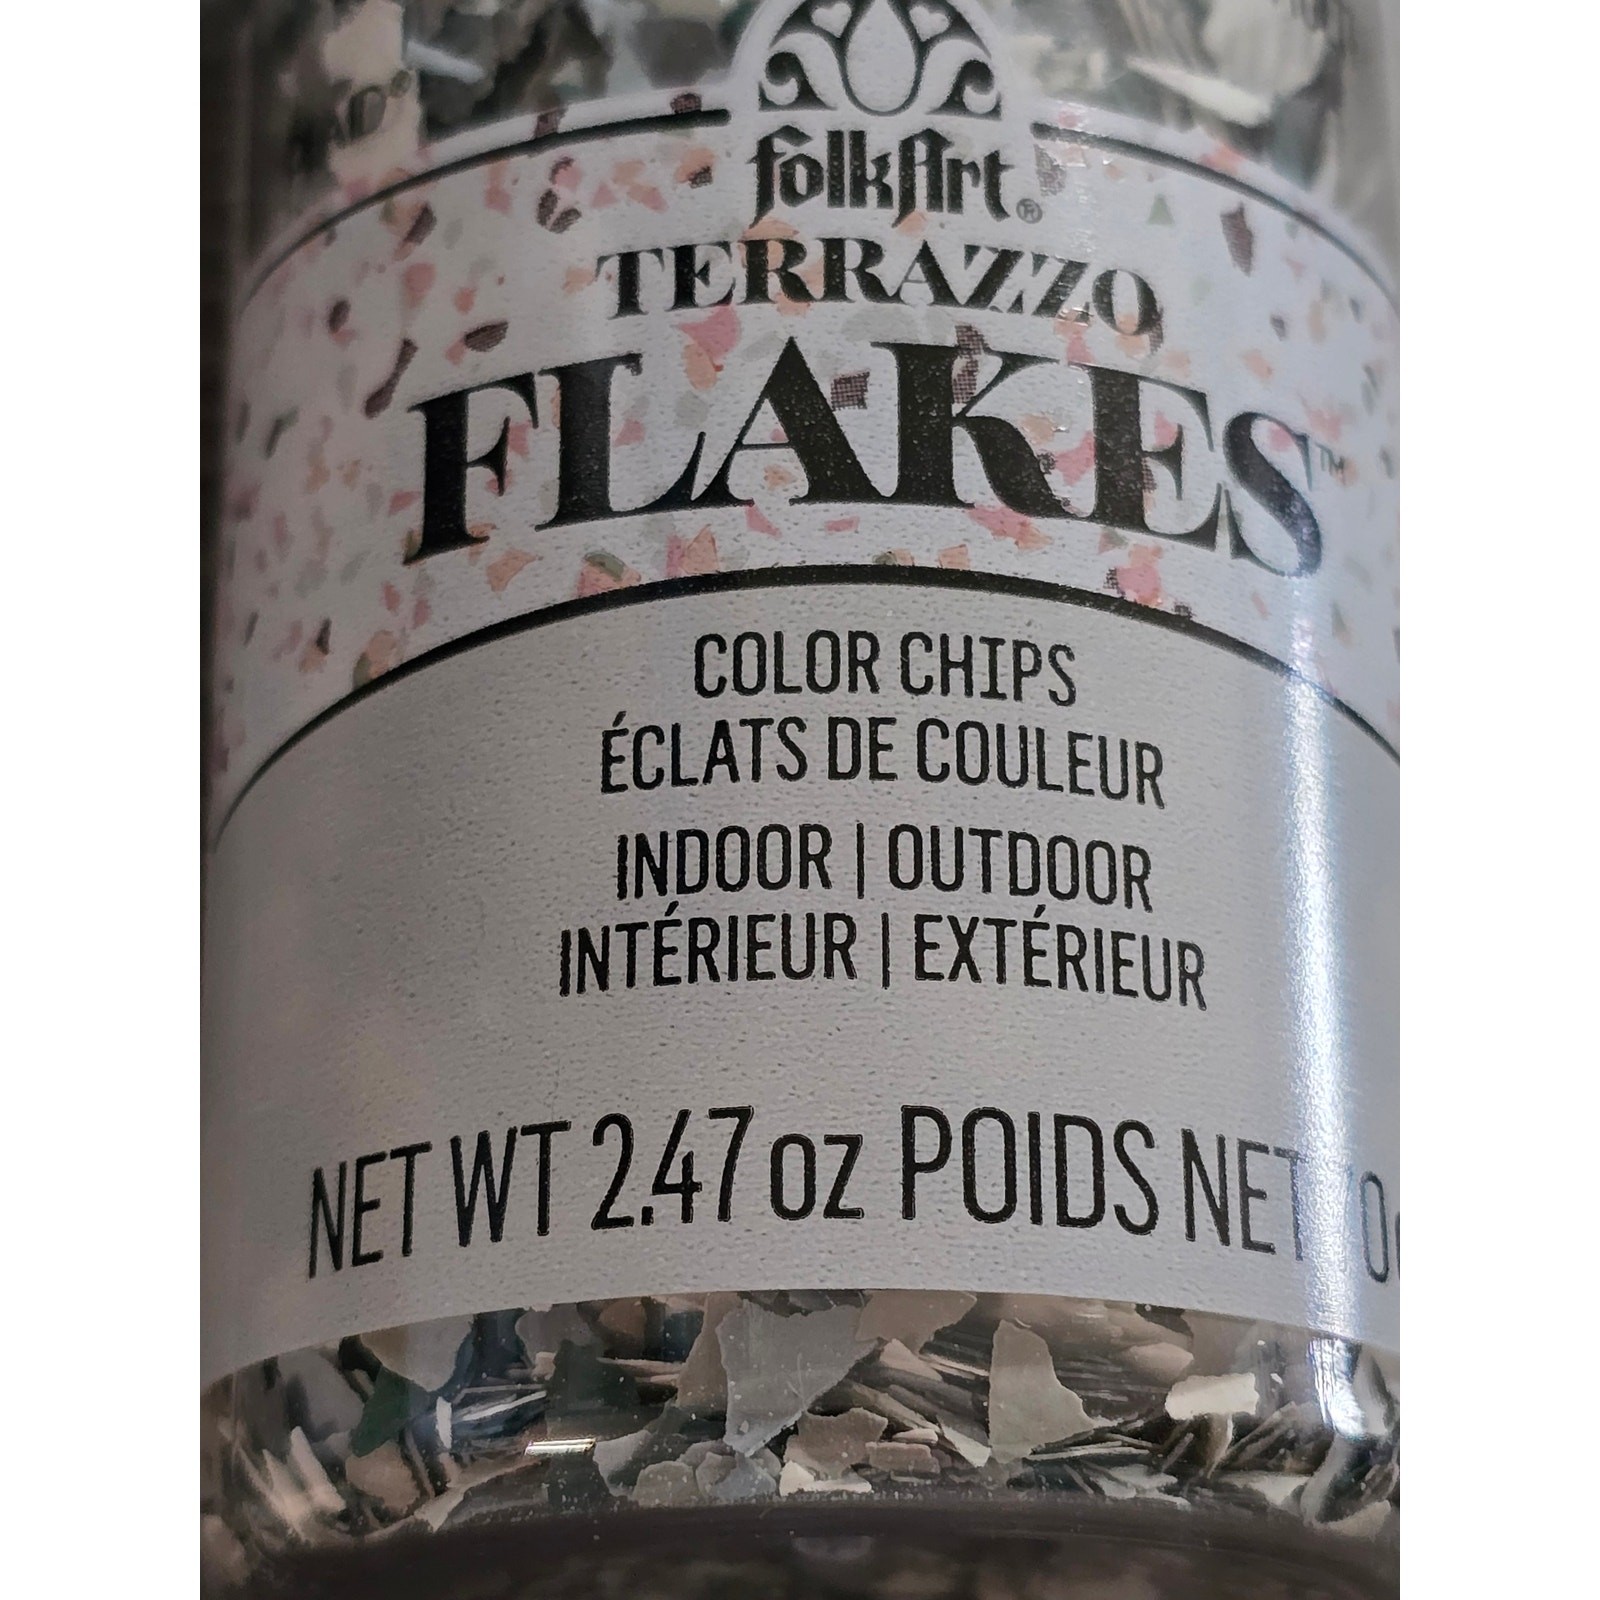 folkArt®
TERRAZZO
FLAKES™
COLOR CHIPS
ÉCLATS DE COULEUR
INDOOR | OUTDOOR
INTÉRIEUR | EXTÉRIEUR
NET WT 2.47 oz POIDS NET